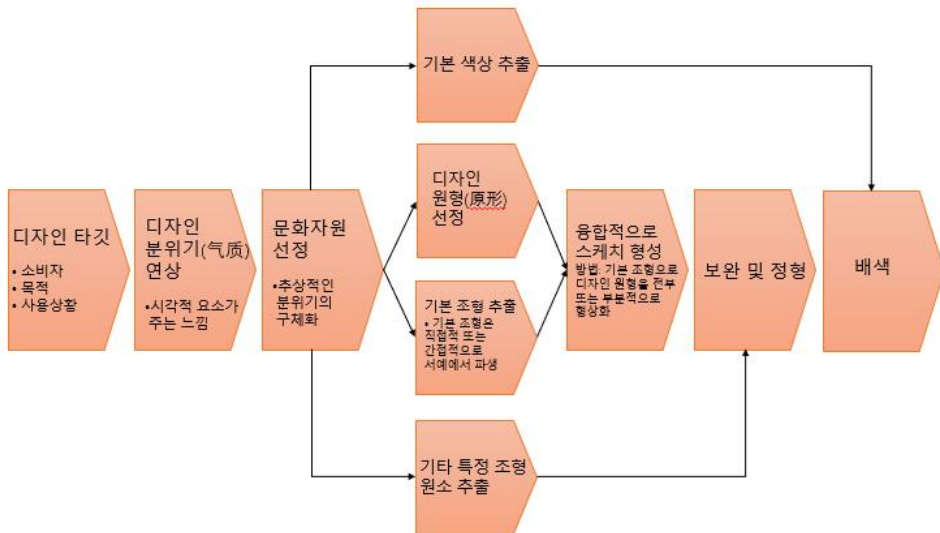 기본 색상 추출
디자인
원형(原形)
선정
디자인 타깃
• 소비자
• 목적
• 사용상황
디자인
분위기(气质)
연상
•시각적 요소가
주는 느낌
문화자원
선정
•추상적인
분위기의
구체화
기본 조형 추출
• 기본 조형은
직접적 또는
간접적으로
서예에서 파생
융합적으로
스케치 형성
방법: 기본 조형으로
디자인 원형을 전부
또는 부분적으로
형상화
보완 및 정형
배색
기타 특정 조형
원소 추출